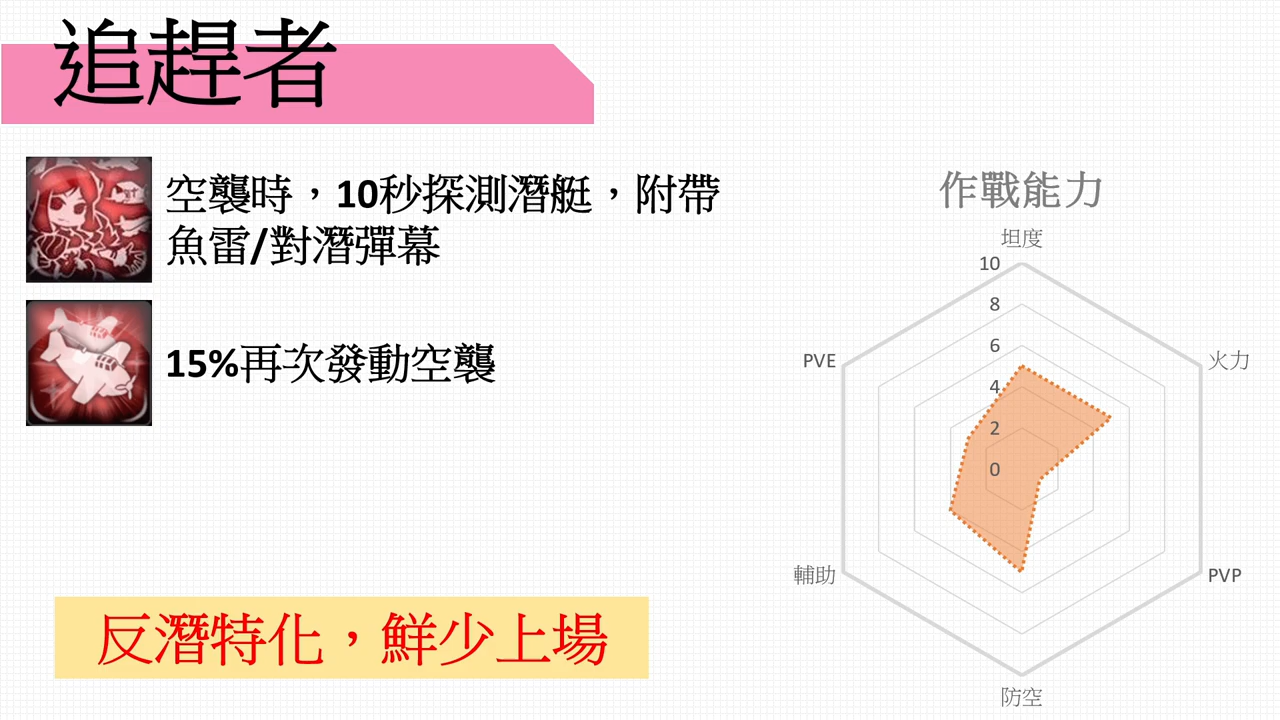 追趕者
空襲時，10秒探測潛艇，附帶
魚雷/對潛彈幕
15%再次發動空襲
反潛特化，鮮少上場
作戰能力
坦度
10
8
6
4
2
0
PVE
火力
輔助
PVP
防空